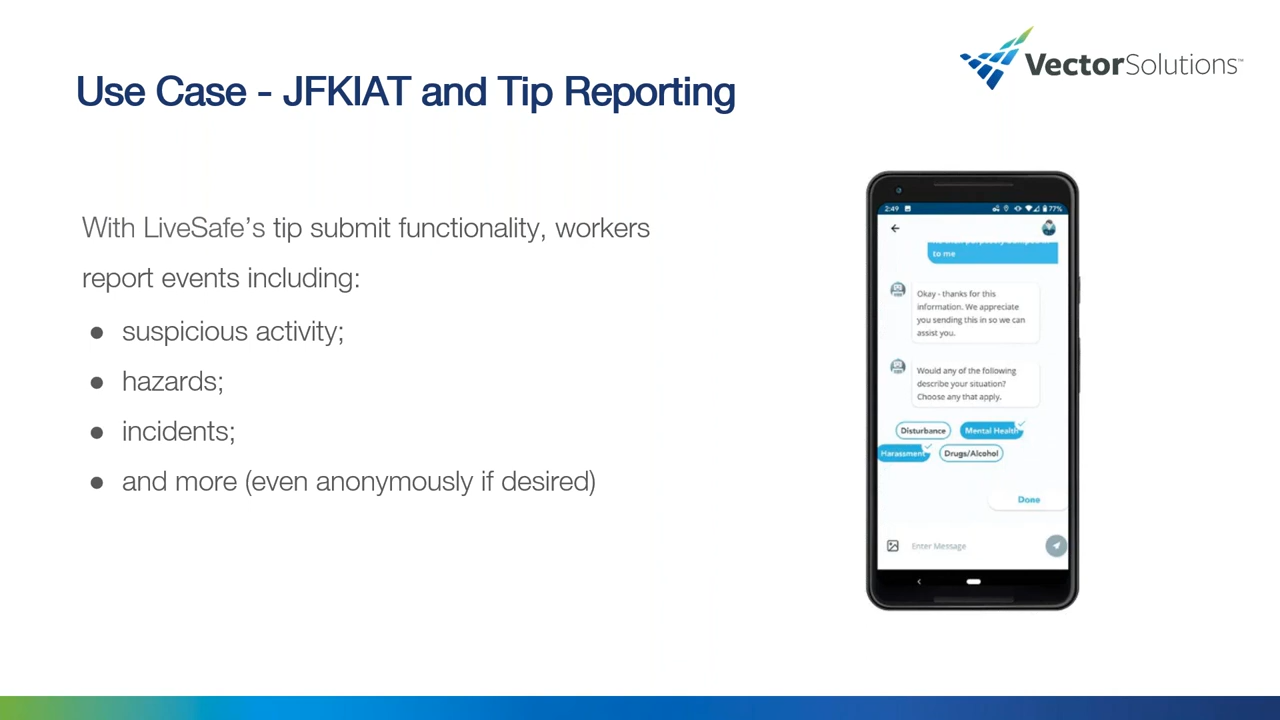 VectorSolutions™
Use Case - JFKIAT and Tip Reporting
With LiveSafe's tip submit functionality, workers
report events including:
● suspicious activity;
● hazards;
● incidents;
● and more (even anonymously if desired)
2:49
77%
to me
Okay - thanks for this
information. We appreciate
you sending this in so we can
assist you.
Would any of the following
describe your situation?
Choose any that apply.
Disturbance
Mental Health
Harassment
Drugs/Alcohol
Done
Enter Message